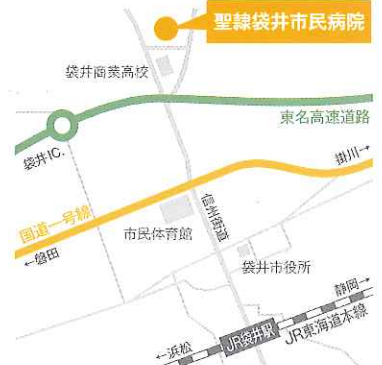 聖隷袋井市民病院
袋井商業高校
東名高速道路
袋井IC.
掛川→
国道一号線
信州街道
市民体育館
←磐田
袋井市役所
静岡→
JR袋井駅
JR東海道本線
←浜松